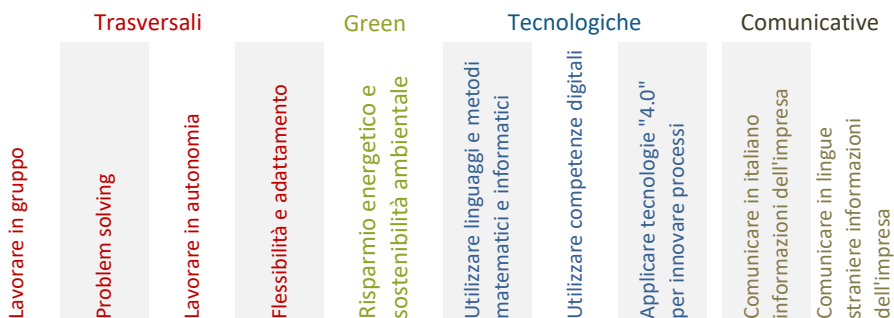 Trasversali
Green
Tecnologiche
Comunicative
Lavorare in gruppo
Problem solving
Lavorare in autonomia
Flessibilità e adattamento
Risparmio energetico e
sostenibilità ambientale
Utilizzare linguaggi e metodi
matematici e informatici
Utilizzare competenze digitali
Applicare tecnologie "4.0"
per innovare processi
Comunicare in italiano
informazioni dell'impresa
Comunicare in lingue
straniere informazioni
dell'impresa